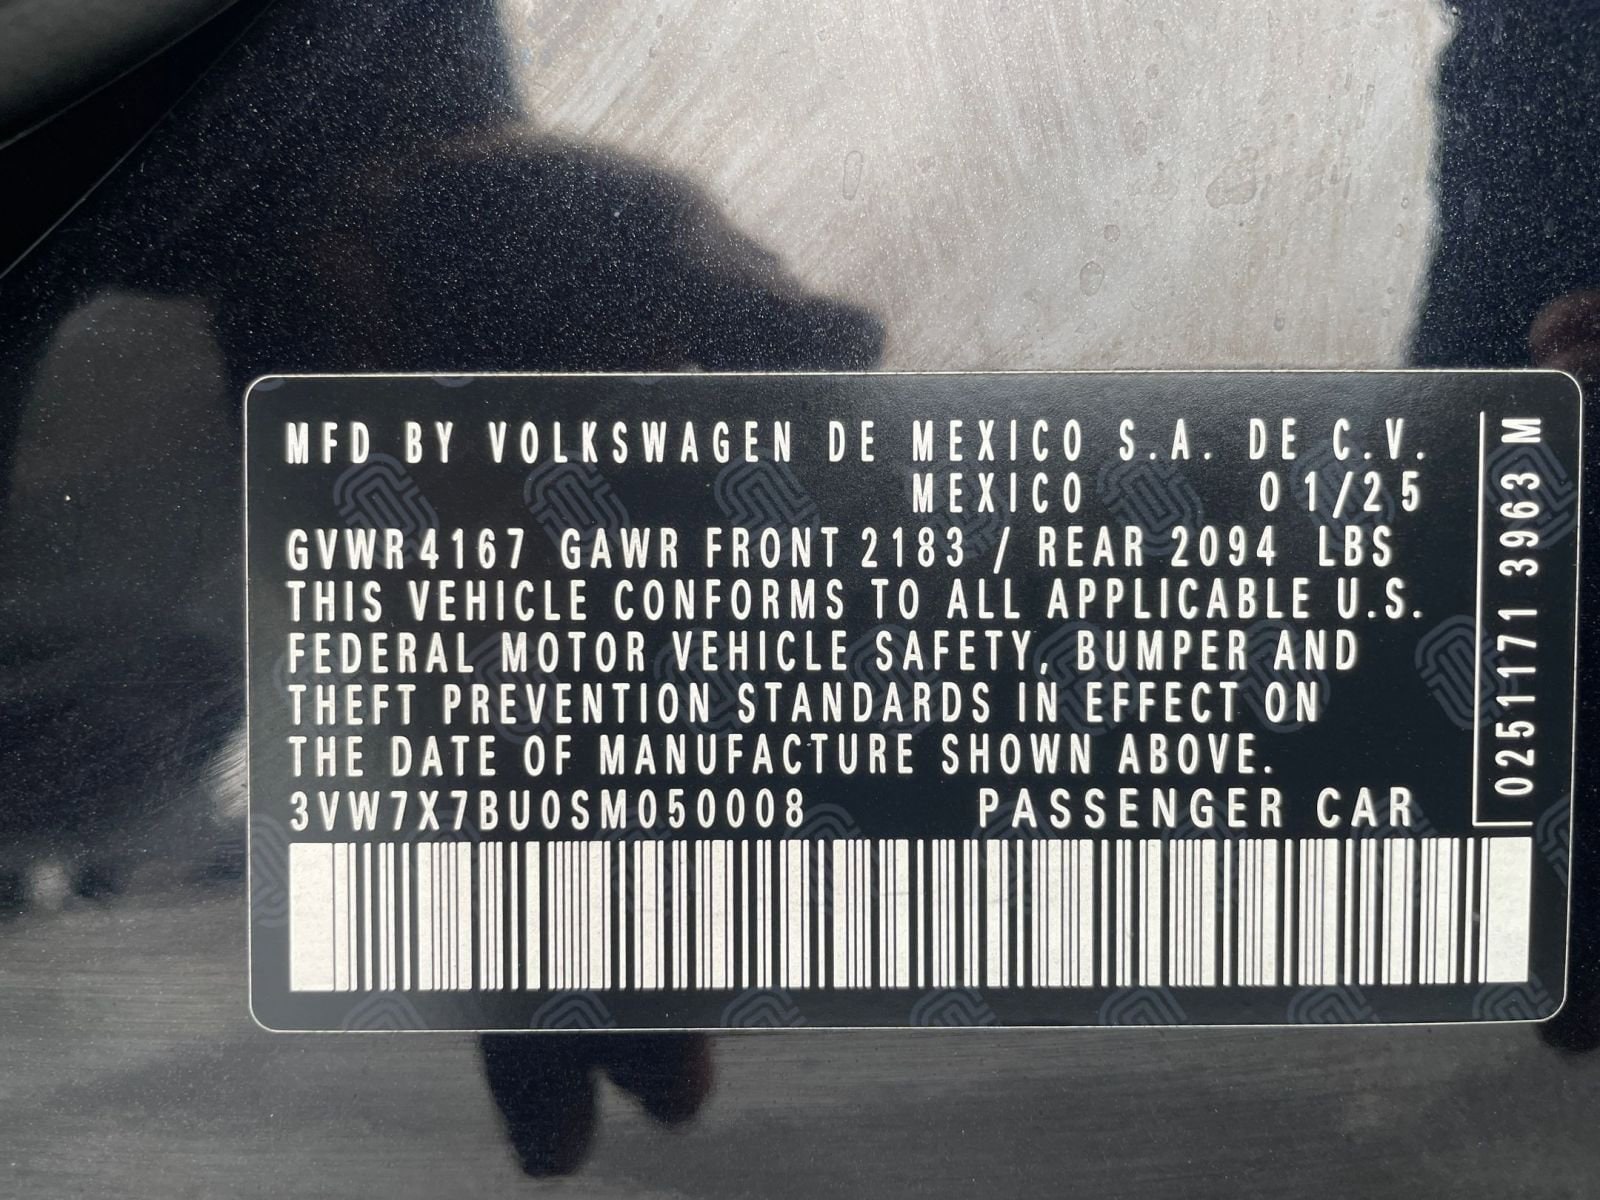 MFD BY VOLKSWAGEN DE MEXICO S.A. DE C.V.
MEXICO 01/25
GVWR 4167 GAWR FRONT 2183 / REAR 2094 LBS
THIS VEHICLE CONFORMS TO ALL APPLICABLE U.S.
FEDERAL MOTOR VEHICLE SAFETY, BUMPER AND
THEFT PREVENTION STANDARDS IN EFFECT ON
THE DATE OF MANUFACTURE SHOWN ABOVE.
3VW7X7BU0SM050008 PASSENGER CAR
0251171 3963 M